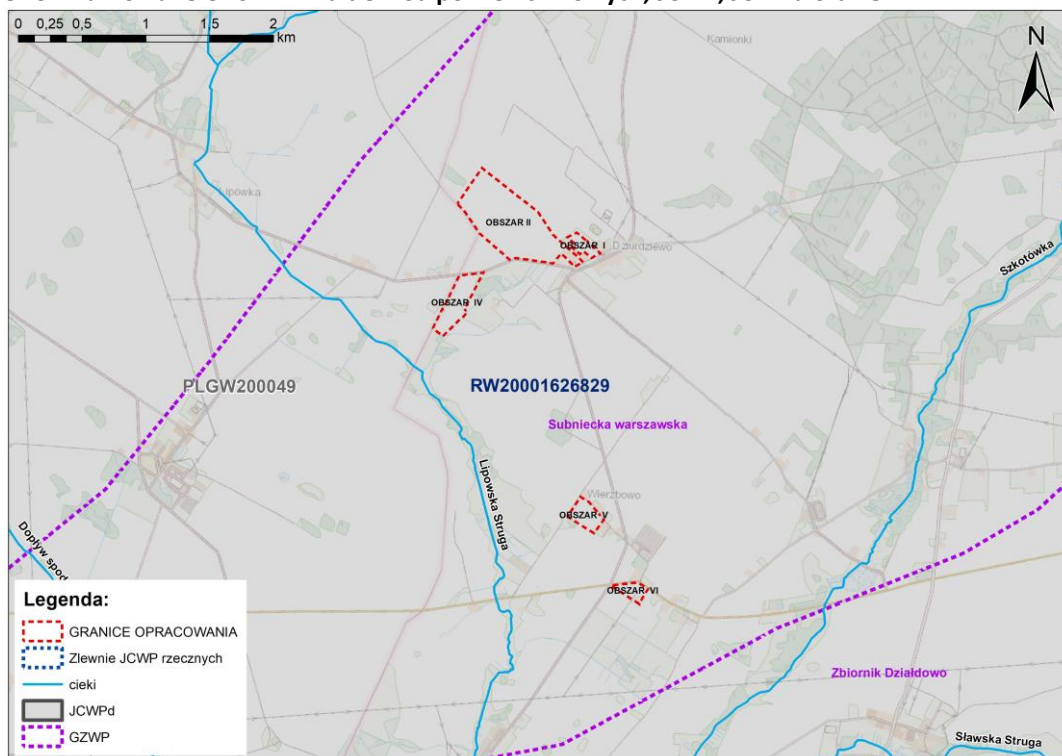 0 0,25 0,5 1 1,5 2
km
N
Kamionki
Lipówka
OBSZAR II
OBSZAR I
Dziurdziewo
Szkotówka
OBSZAR IV
PLGW200049
RW20001626829
Subniecka warszawska
Lipowska Struga
Wierzbowo
OBSZAR V
Dopływ spod
OBSZAR VI
Legenda:
GRANICE OPRACOWANIA
Zlewnie JCWP rzecznych
cieki
JCWPd
GZWP
Zbiornik Działdowo
Sławska Struga